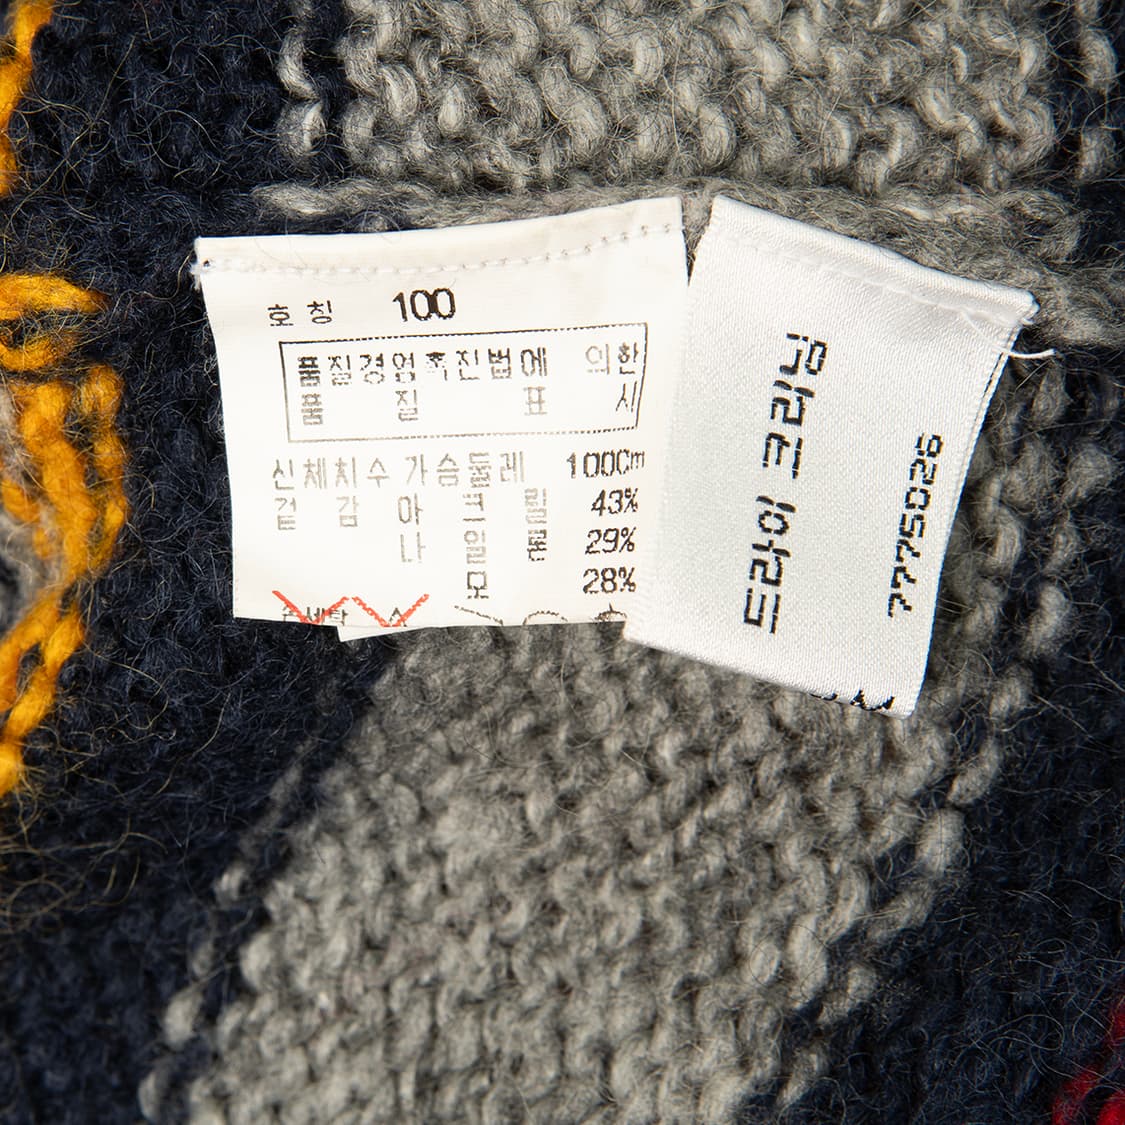 호칭 100
품질경영촉진법에 의한
품질표시
신체치수 가슴둘레 100Cm
겉감 아크릴 43%
나일론 29%
모 28%
드라이 크리닝
7775026